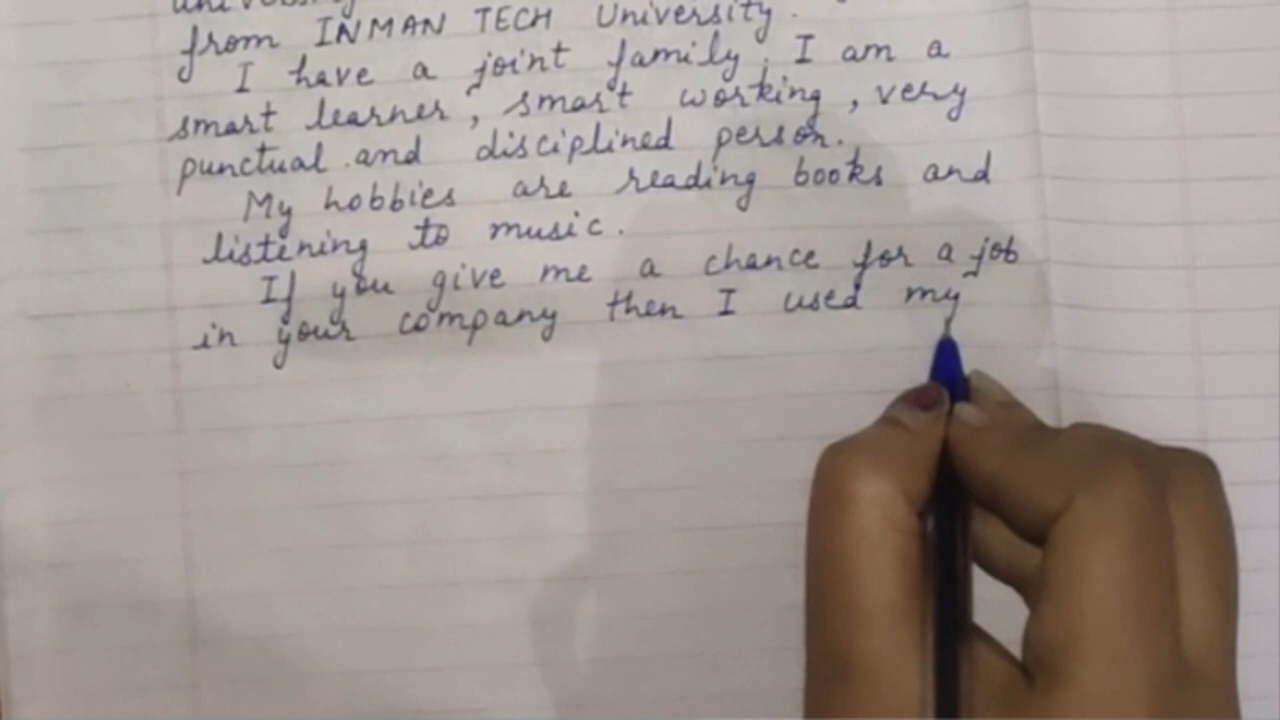 from INMAN TECH University.
I have a joint family, I am a
smart learner, smart working, very
punctual and disciplined person.
My hobbies are reading books and
listening to music.
If you give me a chance for a job
in your company then I used my